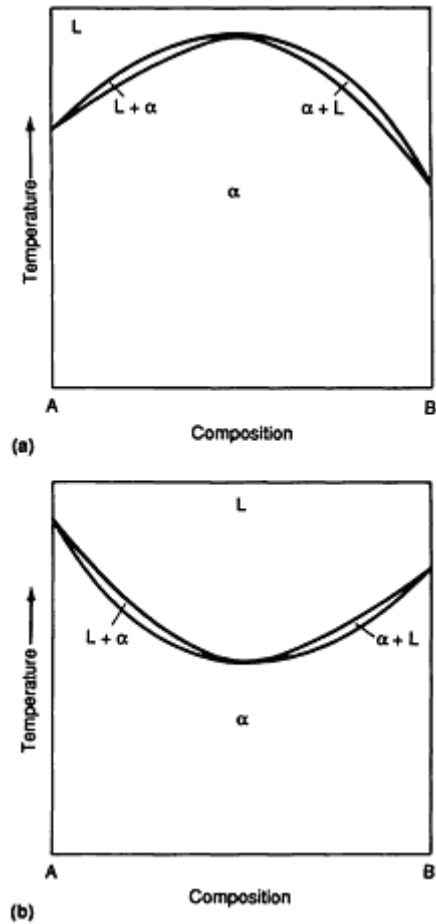 L
L + α
α + L
α
Temperature
A
B
Composition
(a)
L
L + α
α + L
α
Temperature
A
B
Composition
(b)